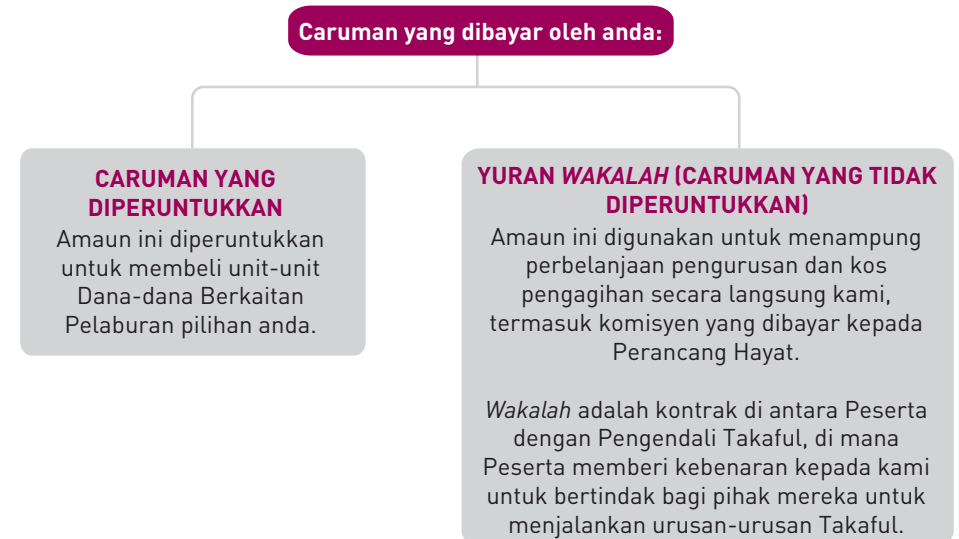 Caruman yang dibayar oleh anda:
CARUMAN YANG
DIPERUNTUKKAN
Amaun ini diperuntukkan
untuk membeli unit-unit
Dana-dana Berkaitan
Pelaburan pilihan anda.
YURAN WAKALAH (CARUMAN YANG TIDAK
DIPERUNTUKKAN)
Amaun ini digunakan untuk menampung
perbelanjaan pengurusan dan kos
pengagihan secara langsung kami,
termasuk komisyen yang dibayar kepada
Perancang Hayat.
Wakalah adalah kontrak di antara Peserta
dengan Pengendali Takaful, di mana
Peserta memberi kebenaran kepada kami
untuk bertindak bagi pihak mereka untuk
menjalankan urusan-urusan Takaful.